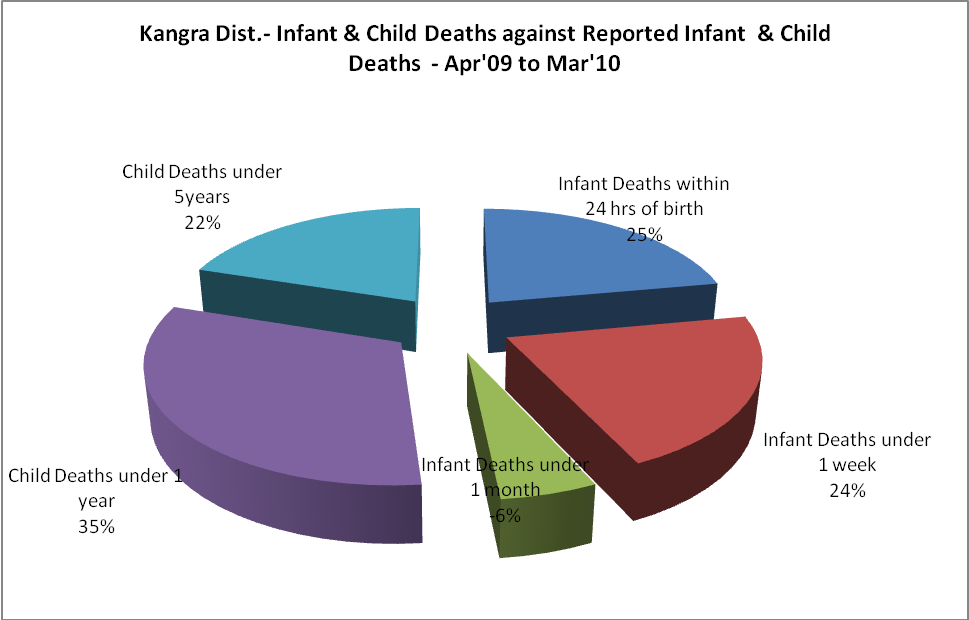 Kangra Dist.- Infant & Child Deaths against Reported Infant & Child
Deaths - Apr'09 to Mar'10
Child Deaths under
5years
22%
Infant Deaths within
24 hrs of birth
25%
Infant Deaths under
1 week
24%
Infant Deaths under
1 month
-6%
Child Deaths under 1
year
35%